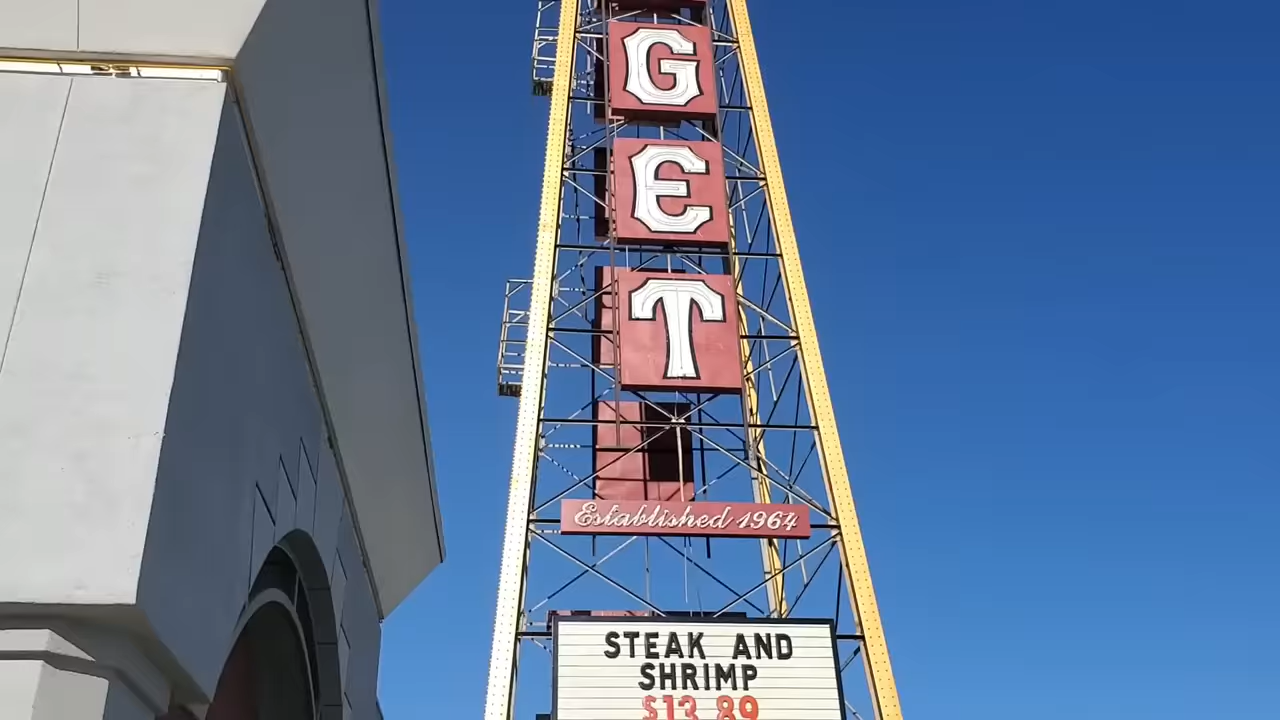 G
E
T
Established 1964
STEAK AND
SHRIMP
$13.89